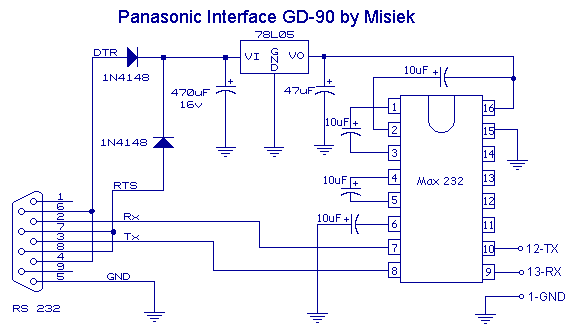 Panasonic Interface GD-90 by Misiek
78L05
DTR
VI
GND
VO
1N4148
470uF
16v
47uF
10uF
10uF
1N4148
RTS
10uF
10uF
Max 232
1
2
3
4
5
6
7
8
16
15
14
13
12
11
10
9
12-TX
13-RX
1-GND
1
6
2
7
3
8
4
9
5
Rx
Tx
GND
RS 232